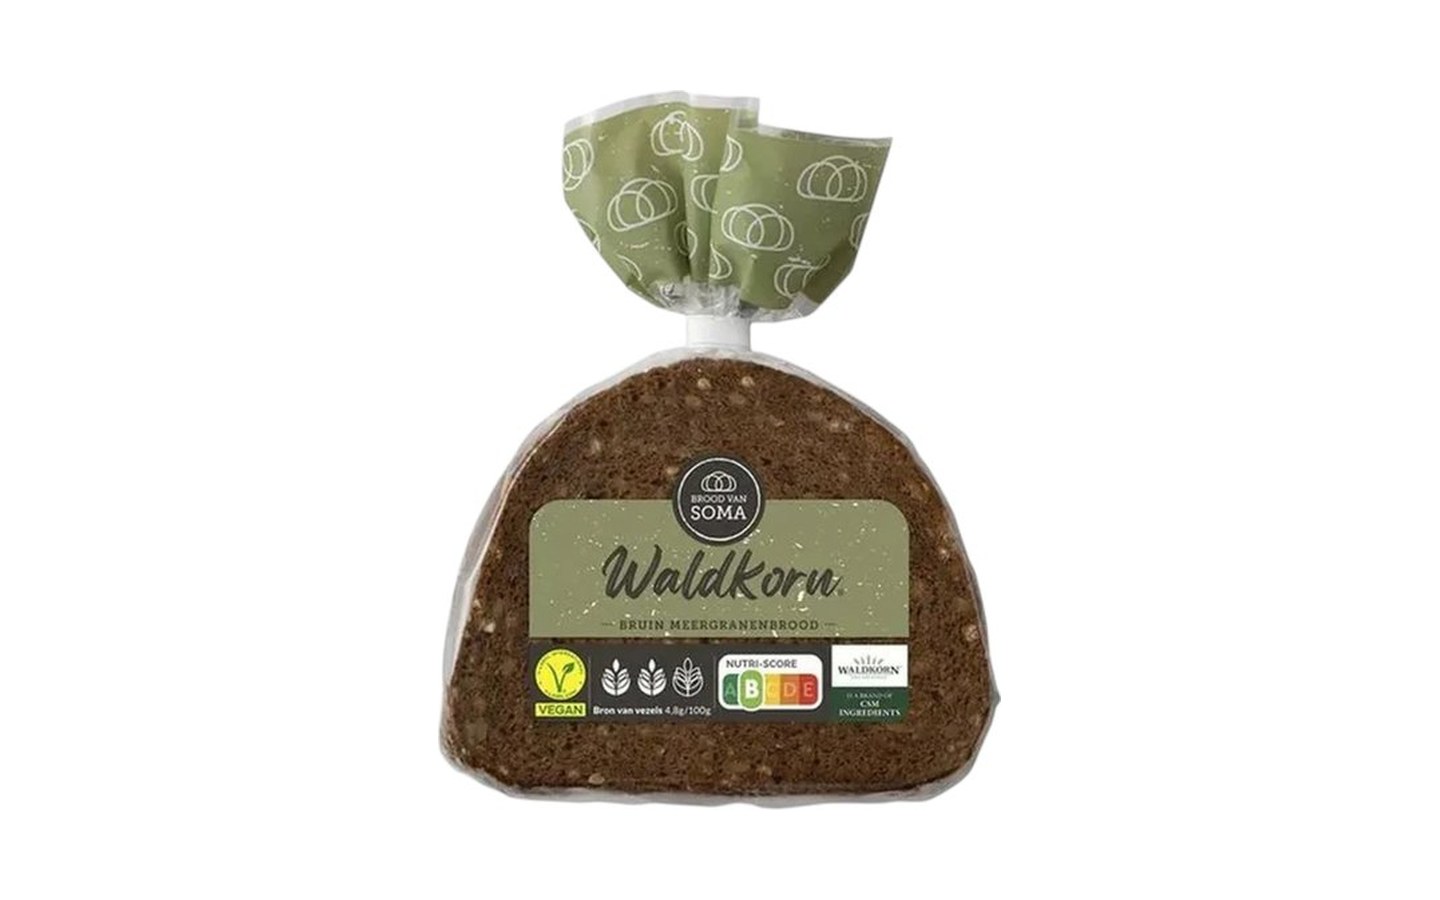 BROOD VAN
SOMA
Waldkorn®
BRUIN MEERGRANENBROOD
VEGAN
Bron van vezels 4,8g/100g
NUTRI-SCORE
A B C D E
WALDKORN®
IS A BRAND OF
CSM
INGREDIENTS